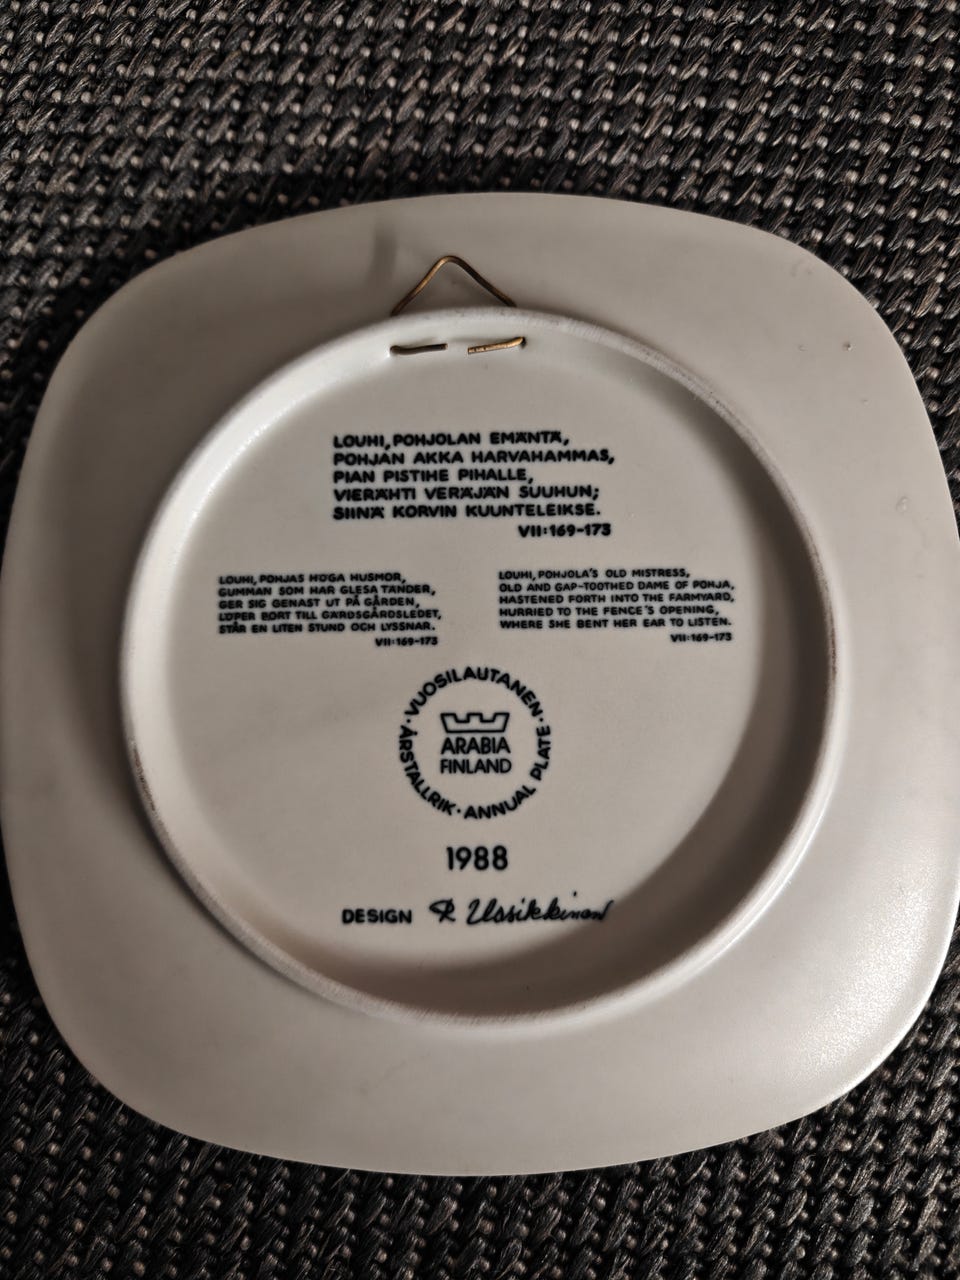 LOUHI, POHJOLAN EMÄNTÄ,
POHJAN AKKA HARVAHAMMAS,
PIAN PISTIHE PIHALLE,
VIERÄHTI VERÄJÄN SUUHUN;
SIINÄ KORVIN KUUNTELEIKSE.
VII:169-173
LOUHI, POHJAS HÖGA HUSMOR,
GUMMAN SOM HAR GLESA TÄNDER,
GER SIG GENAST UT PÅ GÅRDEN,
LÖPER BORT TILL GÄRDSGÅRDSLEDET,
STÅR EN LITEN STUND OCH LYSSNAR.
VII:169-173
LOUHI, POHJOLA'S OLD MISTRESS,
OLD AND GAP-TOOTHED DAME OF POHJA,
HASTENED FORTH INTO THE FARMYARD,
HURRIED TO THE FENCE'S OPENING,
WHERE SHE BENT HER EAR TO LISTEN.
VII:169-173
·VUOSILAUTANEN·
ÅRSTALLRIK·ANNUAL PLATE
ARABIA
FINLAND
1988
DESIGN R Uosikkinen